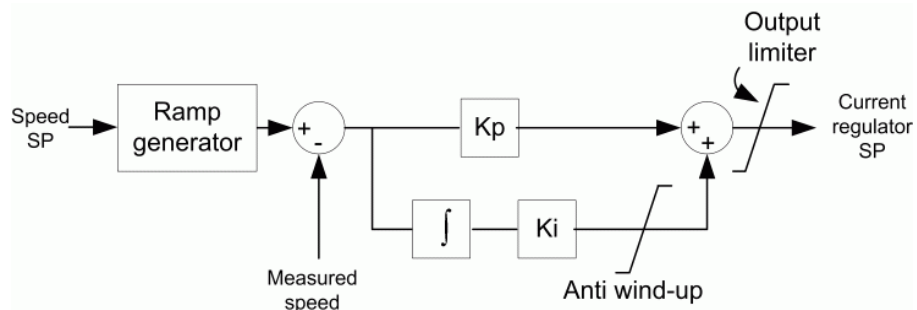 Output
limiter
Speed
SP
Ramp
generator
+
-
Kp
+
+
Current
regulator
SP
∫
Ki
Measured
speed
Anti wind-up